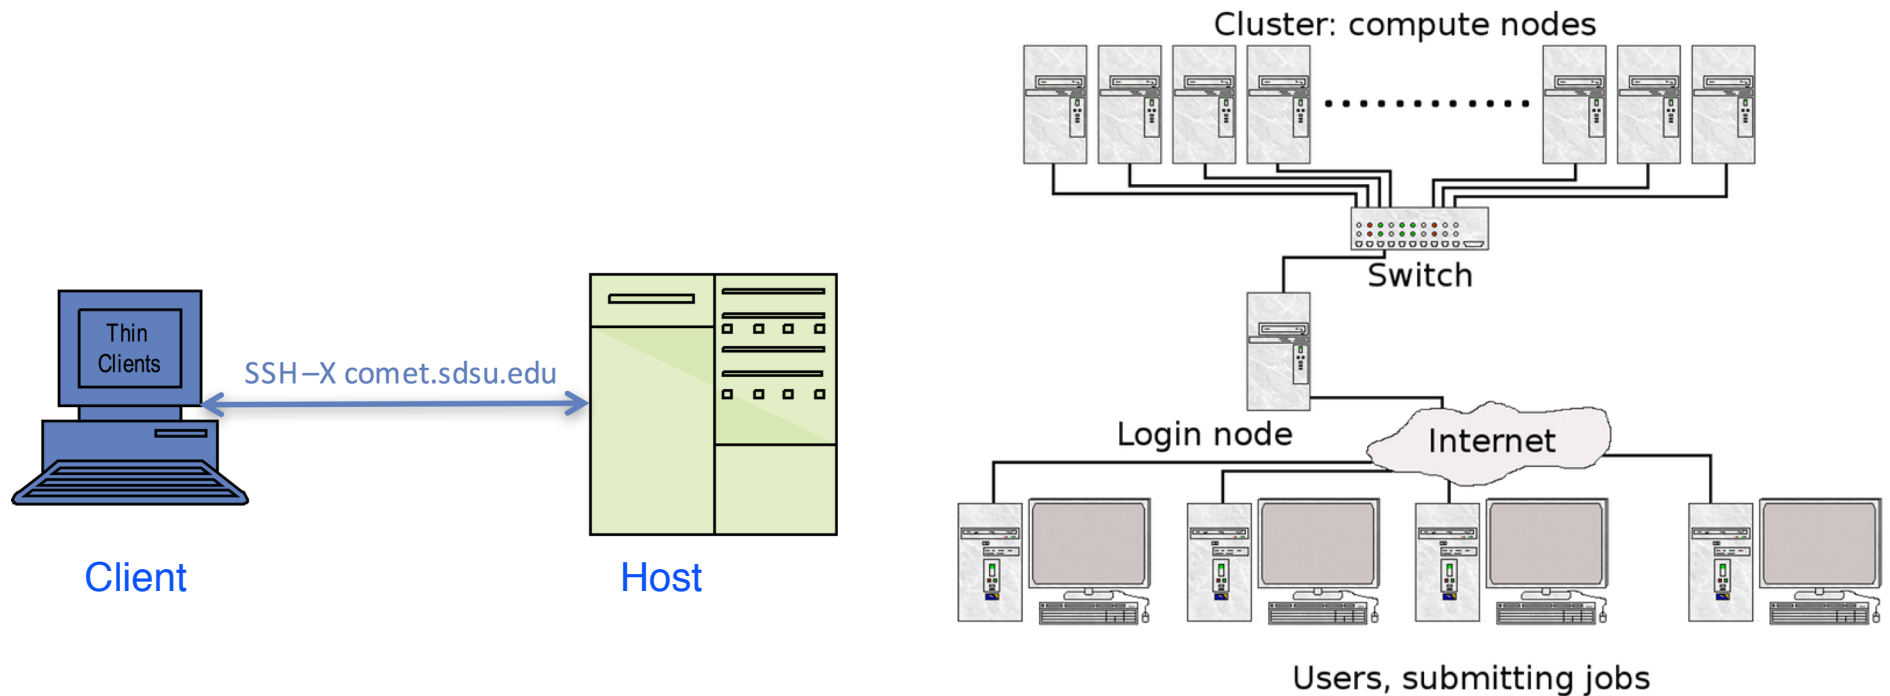 Thin
Clients
SSH –X comet.sdsu.edu
Client
Host
Cluster: compute nodes
Switch
Login node
Internet
Users, submitting jobs